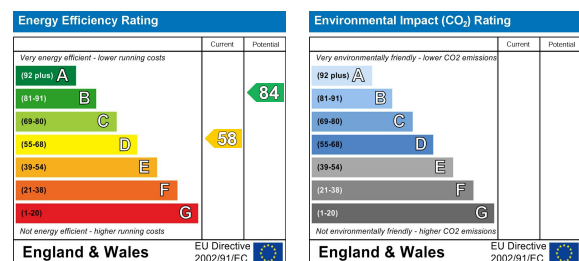 Energy Efficiency Rating
Current Potential
Very energy efficient - lower running costs
(92 plus) A
(81-91) B
84
(69-80) C
(55-68) D
58
(39-54) E
(21-38) F
(1-20) G
Not energy efficient - higher running costs
England & Wales
EU Directive
2002/91/EC
Environmental Impact (CO2) Rating
Current Potential
Very environmentally friendly - lower CO2 emissions
(92 plus) A
(81-91) B
(69-80) C
(55-68) D
(39-54) E
(21-38) F
(1-20) G
Not environmentally friendly - higher CO2 emissions
England & Wales
EU Directive
2002/91/EC